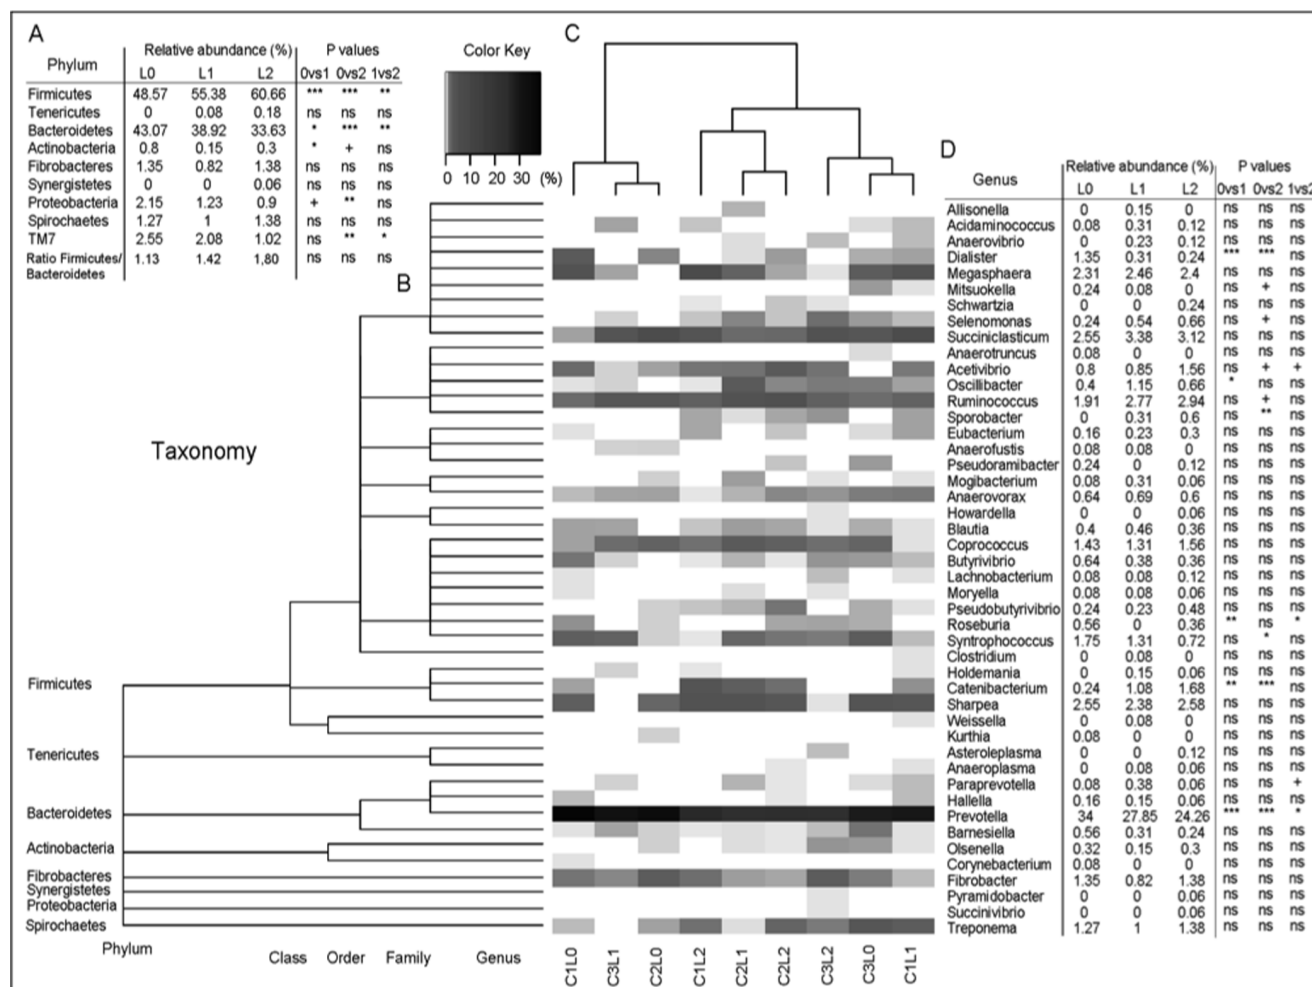 A
Relative abundance (%) P values
Phylum L0 L1 L2 0vs1 0vs2 1vs2
Firmicutes 48.57 55.38 60.66 *** *** **
Tenericutes 0 0.08 0.18 ns ns ns
Bacteroidetes 43.07 38.92 33.63 * *** **
Actinobacteria 0.8 0.15 0.3 * + ns
Fibrobacteres 1.35 0.82 1.38 ns ns ns
Synergistetes 0 0 0.06 ns ns ns
Proteobacteria 2.15 1.23 0.9 + ** ns
Spirochaetes 1.27 1 1.38 ns ns ns
TM7 2.55 2.08 1.02 ns ** *
Ratio Firmicutes/ 1.13 1.42 1,80 ns ns ns
Bacteroidetes
Color Key
0 10 20 30 (%)
B
Taxonomy
Firmicutes
Tenericutes
Bacteroidetes
Actinobacteria
Fibrobacteres
Synergistetes
Proteobacteria
Spirochaetes
Phylum Class Order Family Genus
C
C1L0 C3L1 C2L0 C1L2 C2L1 C2L2 C3L2 C3L0 C1L1
D
Relative abundance (%) P values
Genus L0 L1 L2 0vs1 0vs2 1vs2
Allisonella 0 0.15 0 ns ns ns
Acidaminococcus 0.08 0.31 0.12 ns ns ns
Anaerovibrio 0 0.23 0.12 ns ns ns
Dialister 1.35 0.31 0.24 *** *** ns
Megasphaera 2.31 2.46 2.4 ns ns ns
Mitsuokella 0.24 0.08 0 ns + ns
Schwartzia 0 0 0.24 ns ns ns
Selenomonas 0.24 0.54 0.66 ns + ns
Succiniclasticum 2.55 3.38 3.12 ns ns ns
Anaerotruncus 0.08 0 0 ns ns ns
Acetivibrio 0.8 0.85 1.56 ns + +
Oscillibacter 0.4 1.15 0.66 * ns ns
Ruminococcus 1.91 2.77 2.94 ns + ns
Sporobacter 0 0.31 0.6 ns ** ns
Eubacterium 0.16 0.23 0.3 ns ns ns
Anaerofustis 0.08 0.08 0 ns ns ns
Pseudoramibacter 0.24 0 0.12 ns ns ns
Mogibacterium 0.08 0.31 0.06 ns ns ns
Anaerovorax 0.64 0.69 0.6 ns ns ns
Howardella 0 0 0.06 ns ns ns
Blautia 0.4 0.46 0.36 ns ns ns
Coprococcus 1.43 1.31 1.56 ns ns ns
Butyrivibrio 0.64 0.38 0.36 ns ns ns
Lachnobacterium 0.08 0.08 0.12 ns ns ns
Moryella 0.08 0.08 0.06 ns ns ns
Pseudobutyrivibrio 0.24 0.23 0.48 ns ns ns
Roseburia 0.56 0 0.36 ** ns *
Syntrophococcus 1.75 1.31 0.72 ns * ns
Clostridium 0 0.08 0 ns ns ns
Holdemania 0 0.15 0.06 ns ns ns
Catenibacterium 0.24 1.08 1.68 ** *** ns
Sharpea 2.55 2.38 2.58 ns ns ns
Weissella 0 0.08 0 ns ns ns
Kurthia 0.08 0 0 ns ns ns
Asteroleplasma 0 0 0.12 ns ns ns
Anaeroplasma 0 0.08 0.06 ns ns ns
Paraprevotella 0.08 0.38 0.06 ns ns +
Hallella 0.16 0.15 0.06 ns ns ns
Prevotella 34 27.85 24.26 *** *** *
Barnesiella 0.56 0.31 0.24 ns ns ns
Olsenella 0.32 0.15 0.3 ns ns ns
Corynebacterium 0.08 0 0 ns ns ns
Fibrobacter 1.35 0.82 1.38 ns ns ns
Pyramidobacter 0 0 0.06 ns ns ns
Succinivibrio 0 0 0.06 ns ns ns
Treponema 1.27 1 1.38 ns ns ns